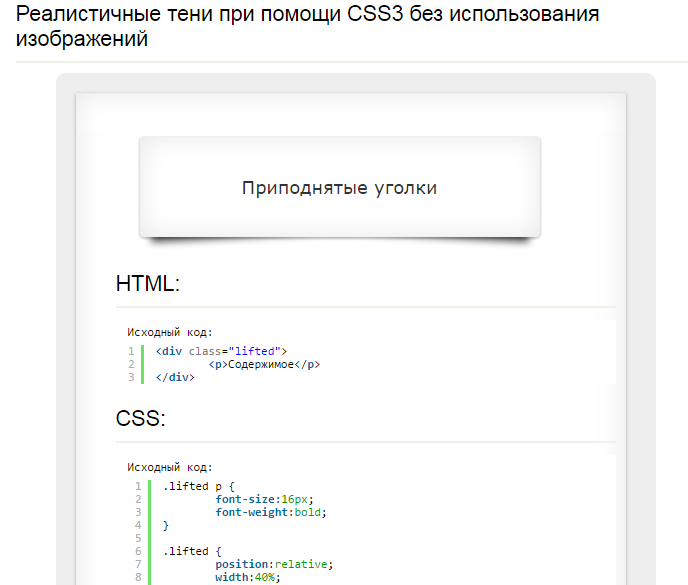 Реалистичные тени при помощи CSS3 без использования
изображений
Приподнятые уголки
HTML:
Исходный код:
1 <div class="lifted">
2 <p>Содержимое</p>
3 </div>
CSS:
Исходный код:
1 .lifted p {
2 font-size:16px;
3 font-weight:bold;
4 }
5
6 .lifted {
7 position:relative;
8 width:40%;